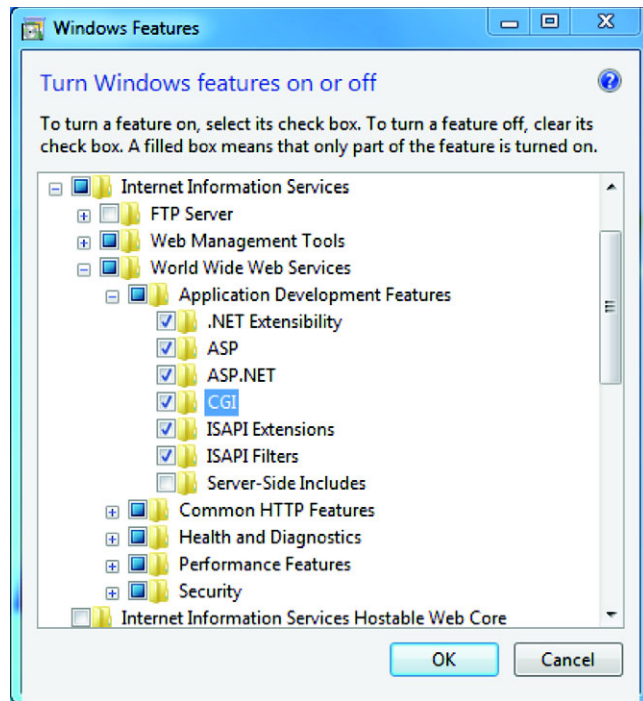 Windows Features
Turn Windows features on or off
To turn a feature on, select its check box. To turn a feature off, clear its
check box. A filled box means that only part of the feature is turned on.
Internet Information Services
FTP Server
Web Management Tools
World Wide Web Services
Application Development Features
.NET Extensibility
ASP
ASP.NET
CGI
ISAPI Extensions
ISAPI Filters
Server-Side Includes
Common HTTP Features
Health and Diagnostics
Performance Features
Security
Internet Information Services Hostable Web Core
OK Cancel